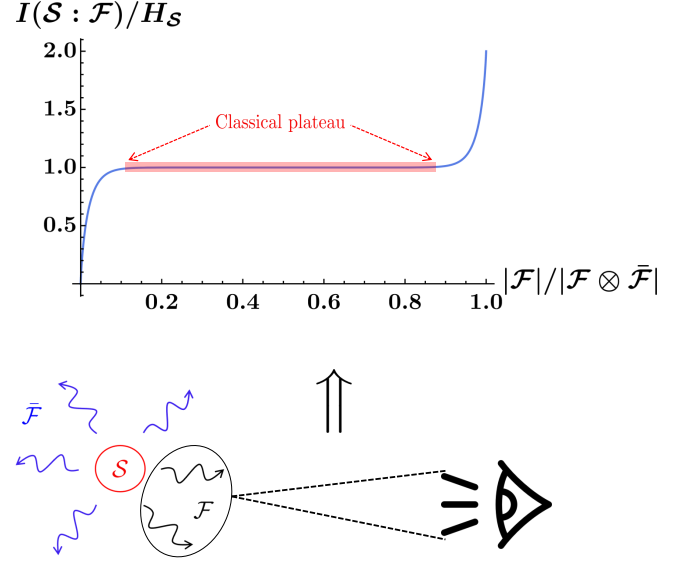 I(𝒮 : ℱ)/H_𝒮
2.0
1.5
Classical plateau
1.0
0.5
|ℱ|/|ℱ ⊗ ℱ̄|
0.2 0.4 0.6 0.8 1.0
ℱ̄
𝒮
ℱ